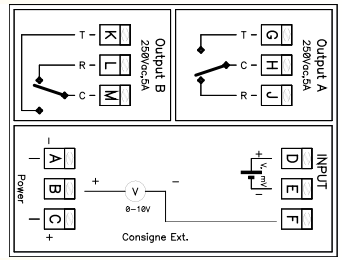 T - K
R - L
C - M
Output B
250Vac,5A
T - G
C - H
R - J
Output A
250Vac,5A
- A
B
- C
+
Power
+ V -
0-10V
Consigne Ext.
+ D
V, mV
E
-
F
INPUT